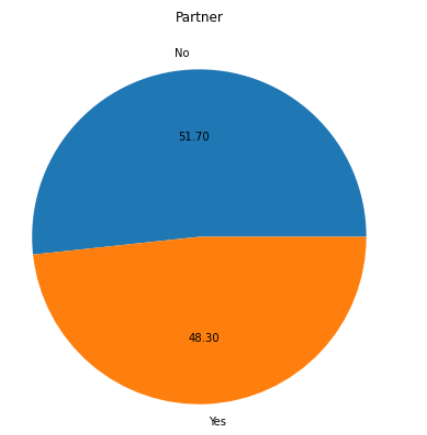 Partner
No
51.70
48.30
Yes